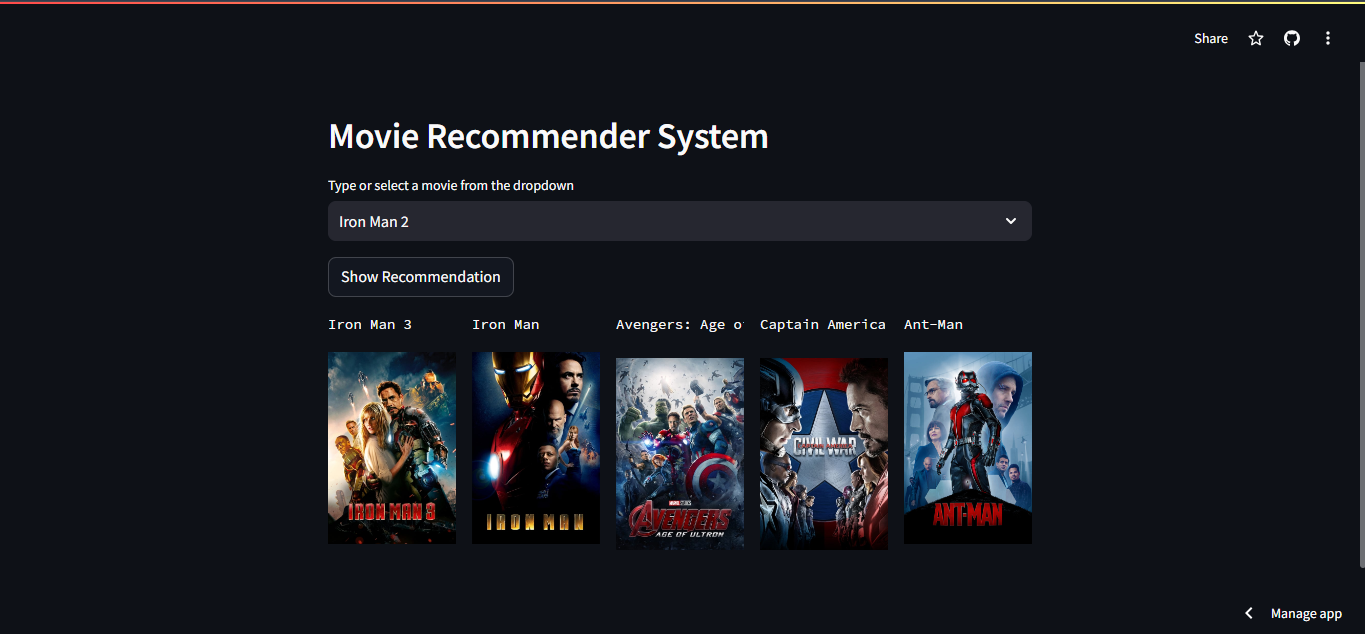 Share
Movie Recommender System
Type or select a movie from the dropdown
Iron Man 2
Show Recommendation
Iron Man 3
Iron Man
Avengers: Age o
Captain America
Ant-Man
IRON MAN 3
IRON MAN
MARVEL STUDIOS
AVENGERS
AGE OF ULTRON
CIVIL WAR
ANT-MAN
Manage app